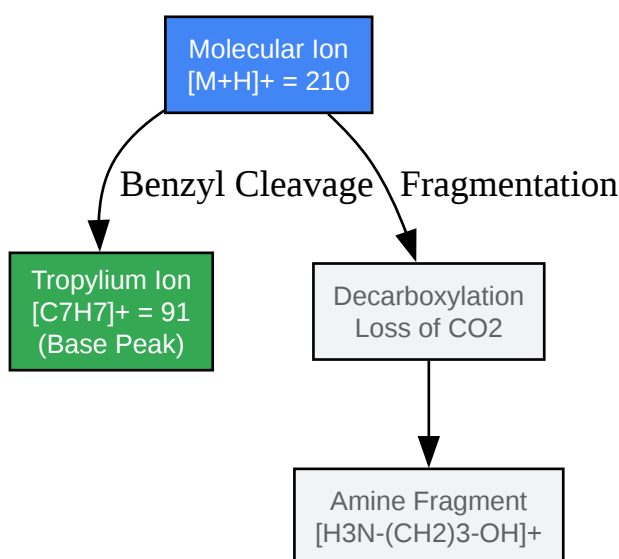 Molecular Ion
[M+H]+ = 210
Benzyl Cleavage
Fragmentation
Tropylium Ion
[C7H7]+ = 91
(Base Peak)
Decarboxylation
Loss of CO2
Amine Fragment
[H3N-(CH2)3-OH]+